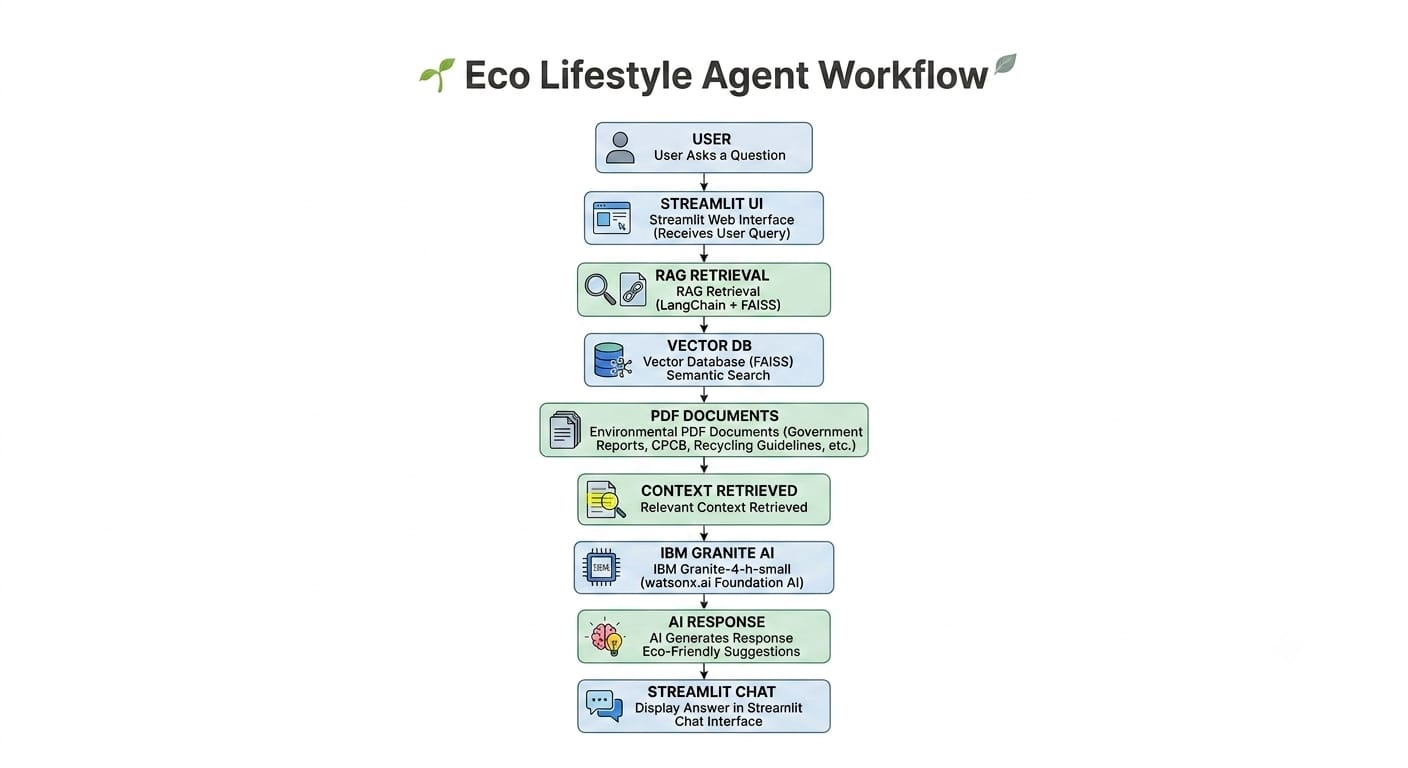 Eco Lifestyle Agent Workflow
USER
User Asks a Question
STREAMLIT UI
Streamlit Web Interface
(Receives User Query)
RAG RETRIEVAL
RAG Retrieval
(LangChain + FAISS)
VECTOR DB
Vector Database (FAISS)
Semantic Search
PDF DOCUMENTS
Environmental PDF Documents (Government
Reports, CPCB, Recycling Guidelines, etc.)
CONTEXT RETRIEVED
Relevant Context Retrieved
IBM GRANITE AI
IBM Granite-4-h-small
(watsonx.ai Foundation AI)
AI RESPONSE
AI Generates Response
Eco-Friendly Suggestions
STREAMLIT CHAT
Display Answer in Streamlit
Chat Interface